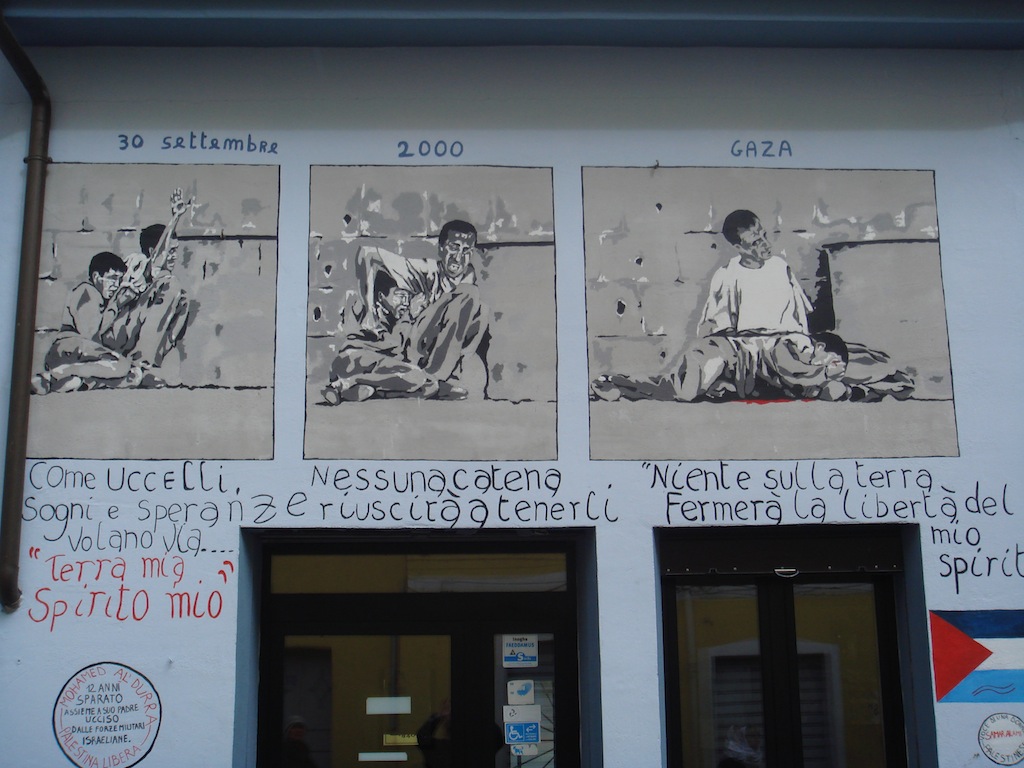 30 settembre
2000
GAZA
Come UCCELLI,
Sogni e speranze
volano via....
Nessuna catena
riuscirà a tenerli
"Niente sulla terra
Fermerà la libertà del
mio
spirit
"Terra mia
Spirito mio"
MOHAMED AL'DURRA
12 ANNI
SPARATO
ASSIEME A SUO PADRE
UCCISO
DALLE FORZE MILITARI
ISRAELIANE.
PALESTINA LIBERA